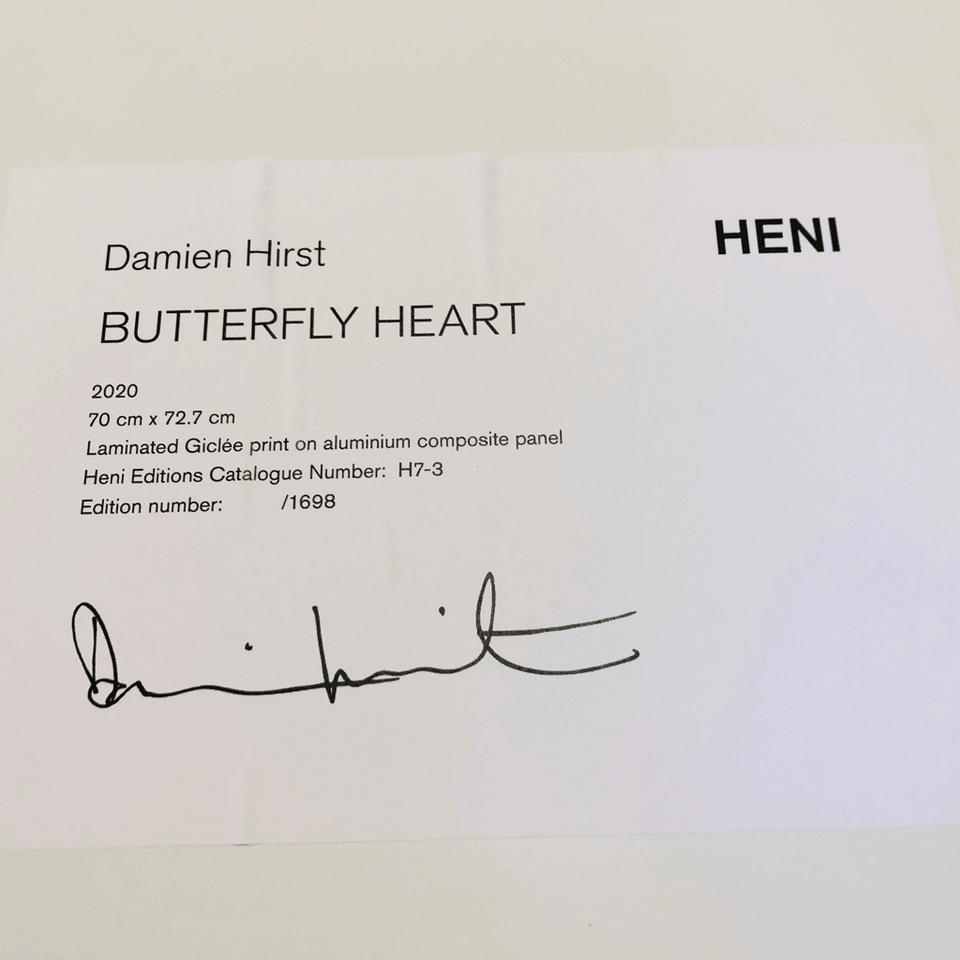 HENI
Damien Hirst
BUTTERFLY HEART
2020
70 cm x 72.7 cm
Laminated Giclée print on aluminium composite panel
Heni Editions Catalogue Number: H7-3
Edition number: /1698